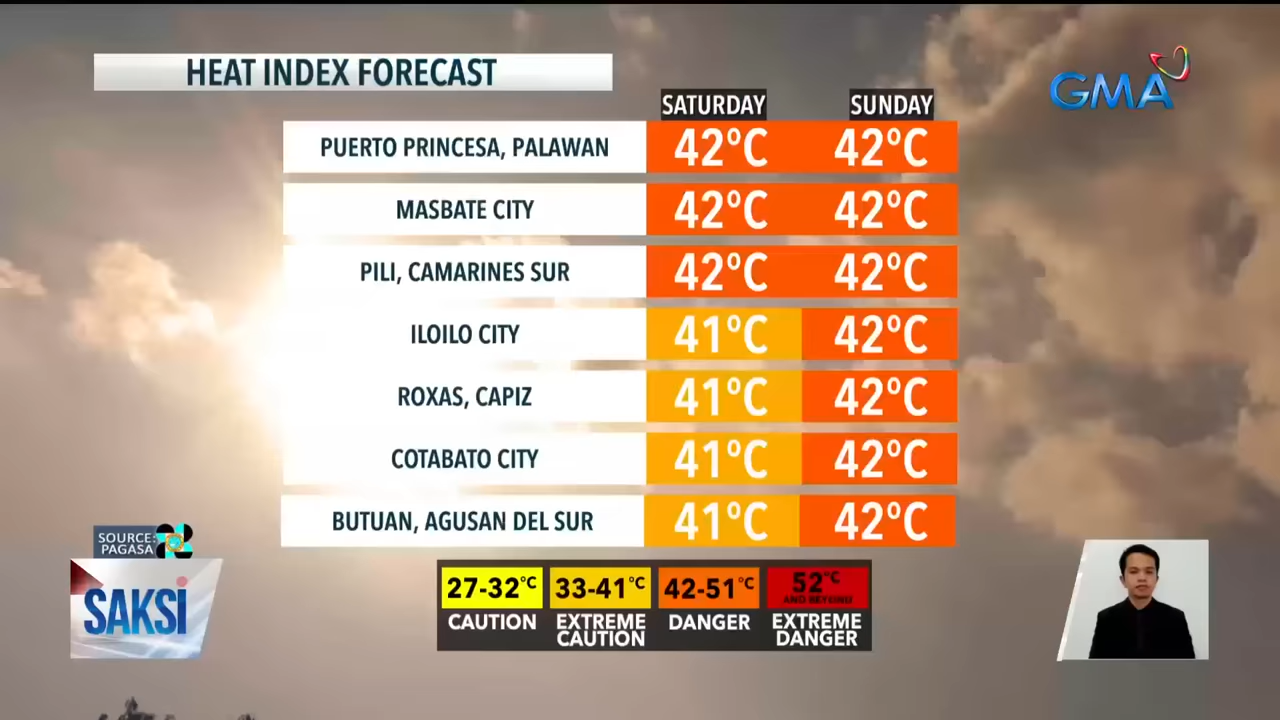 HEAT INDEX FORECAST
GMA
SATURDAY SUNDAY
PUERTO PRINCESA, PALAWAN 42°C 42°C
MASBATE CITY 42°C 42°C
PILI, CAMARINES SUR 42°C 42°C
ILOILO CITY 41°C 42°C
ROXAS, CAPIZ 41°C 42°C
COTABATO CITY 41°C 42°C
BUTUAN, AGUSAN DEL SUR 41°C 42°C
SOURCE:
PAGASA
SAKSI
27-32°C 33-41°C 42-51°C 52°C
AND BEYOND
CAUTION EXTREME DANGER EXTREME
CAUTION DANGER